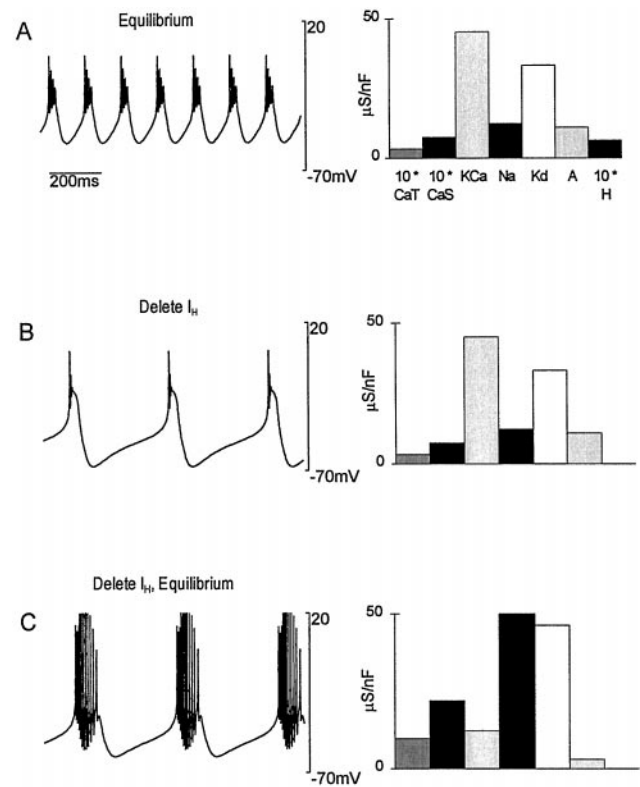 A
Equilibrium
20
-70mV
200ms
50
µS/nF
0
10* 10* KCa Na Kd A 10*
CaT CaS H
B
Delete I_H
20
-70mV
50
µS/nF
0
C
Delete I_H, Equilibrium
20
-70mV
50
µS/nF
0